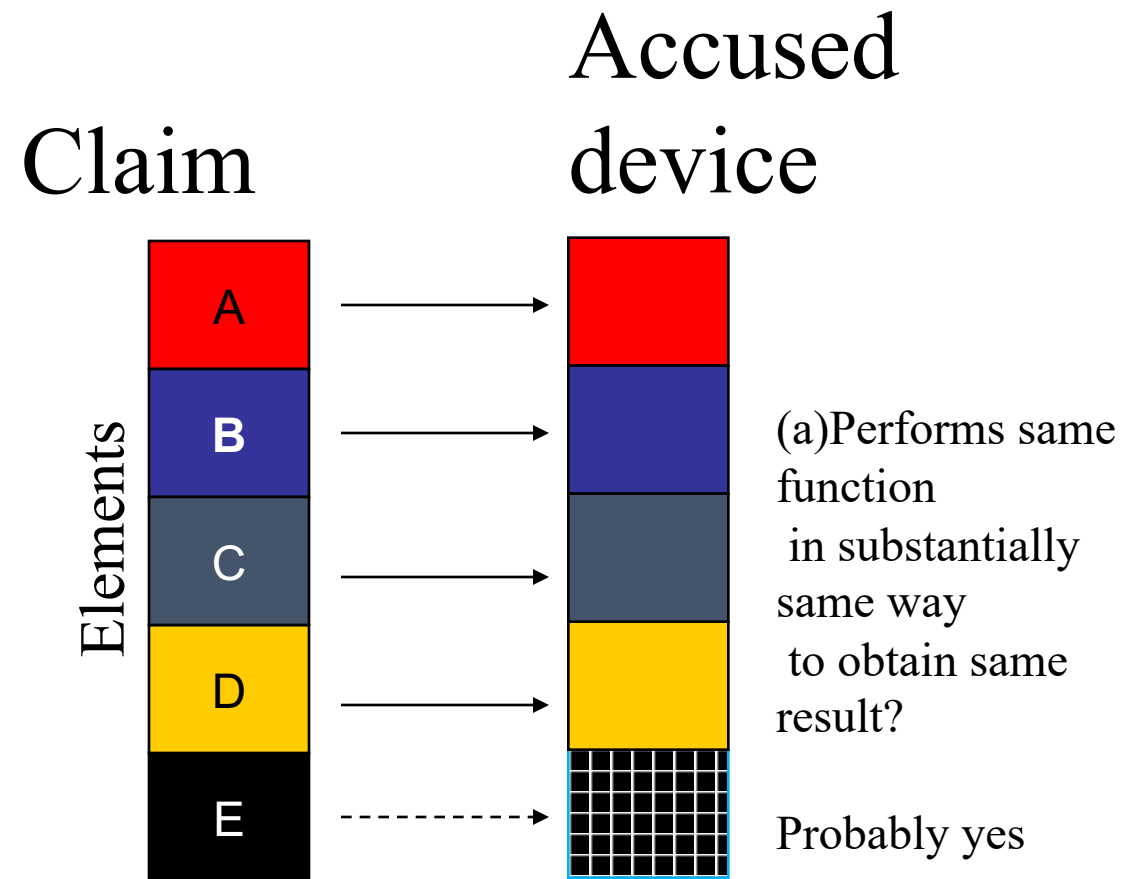 Claim
Accused
device
Elements
A
B
C
D
E
(a)Performs same
function
in substantially
same way
to obtain same
result?
Probably yes